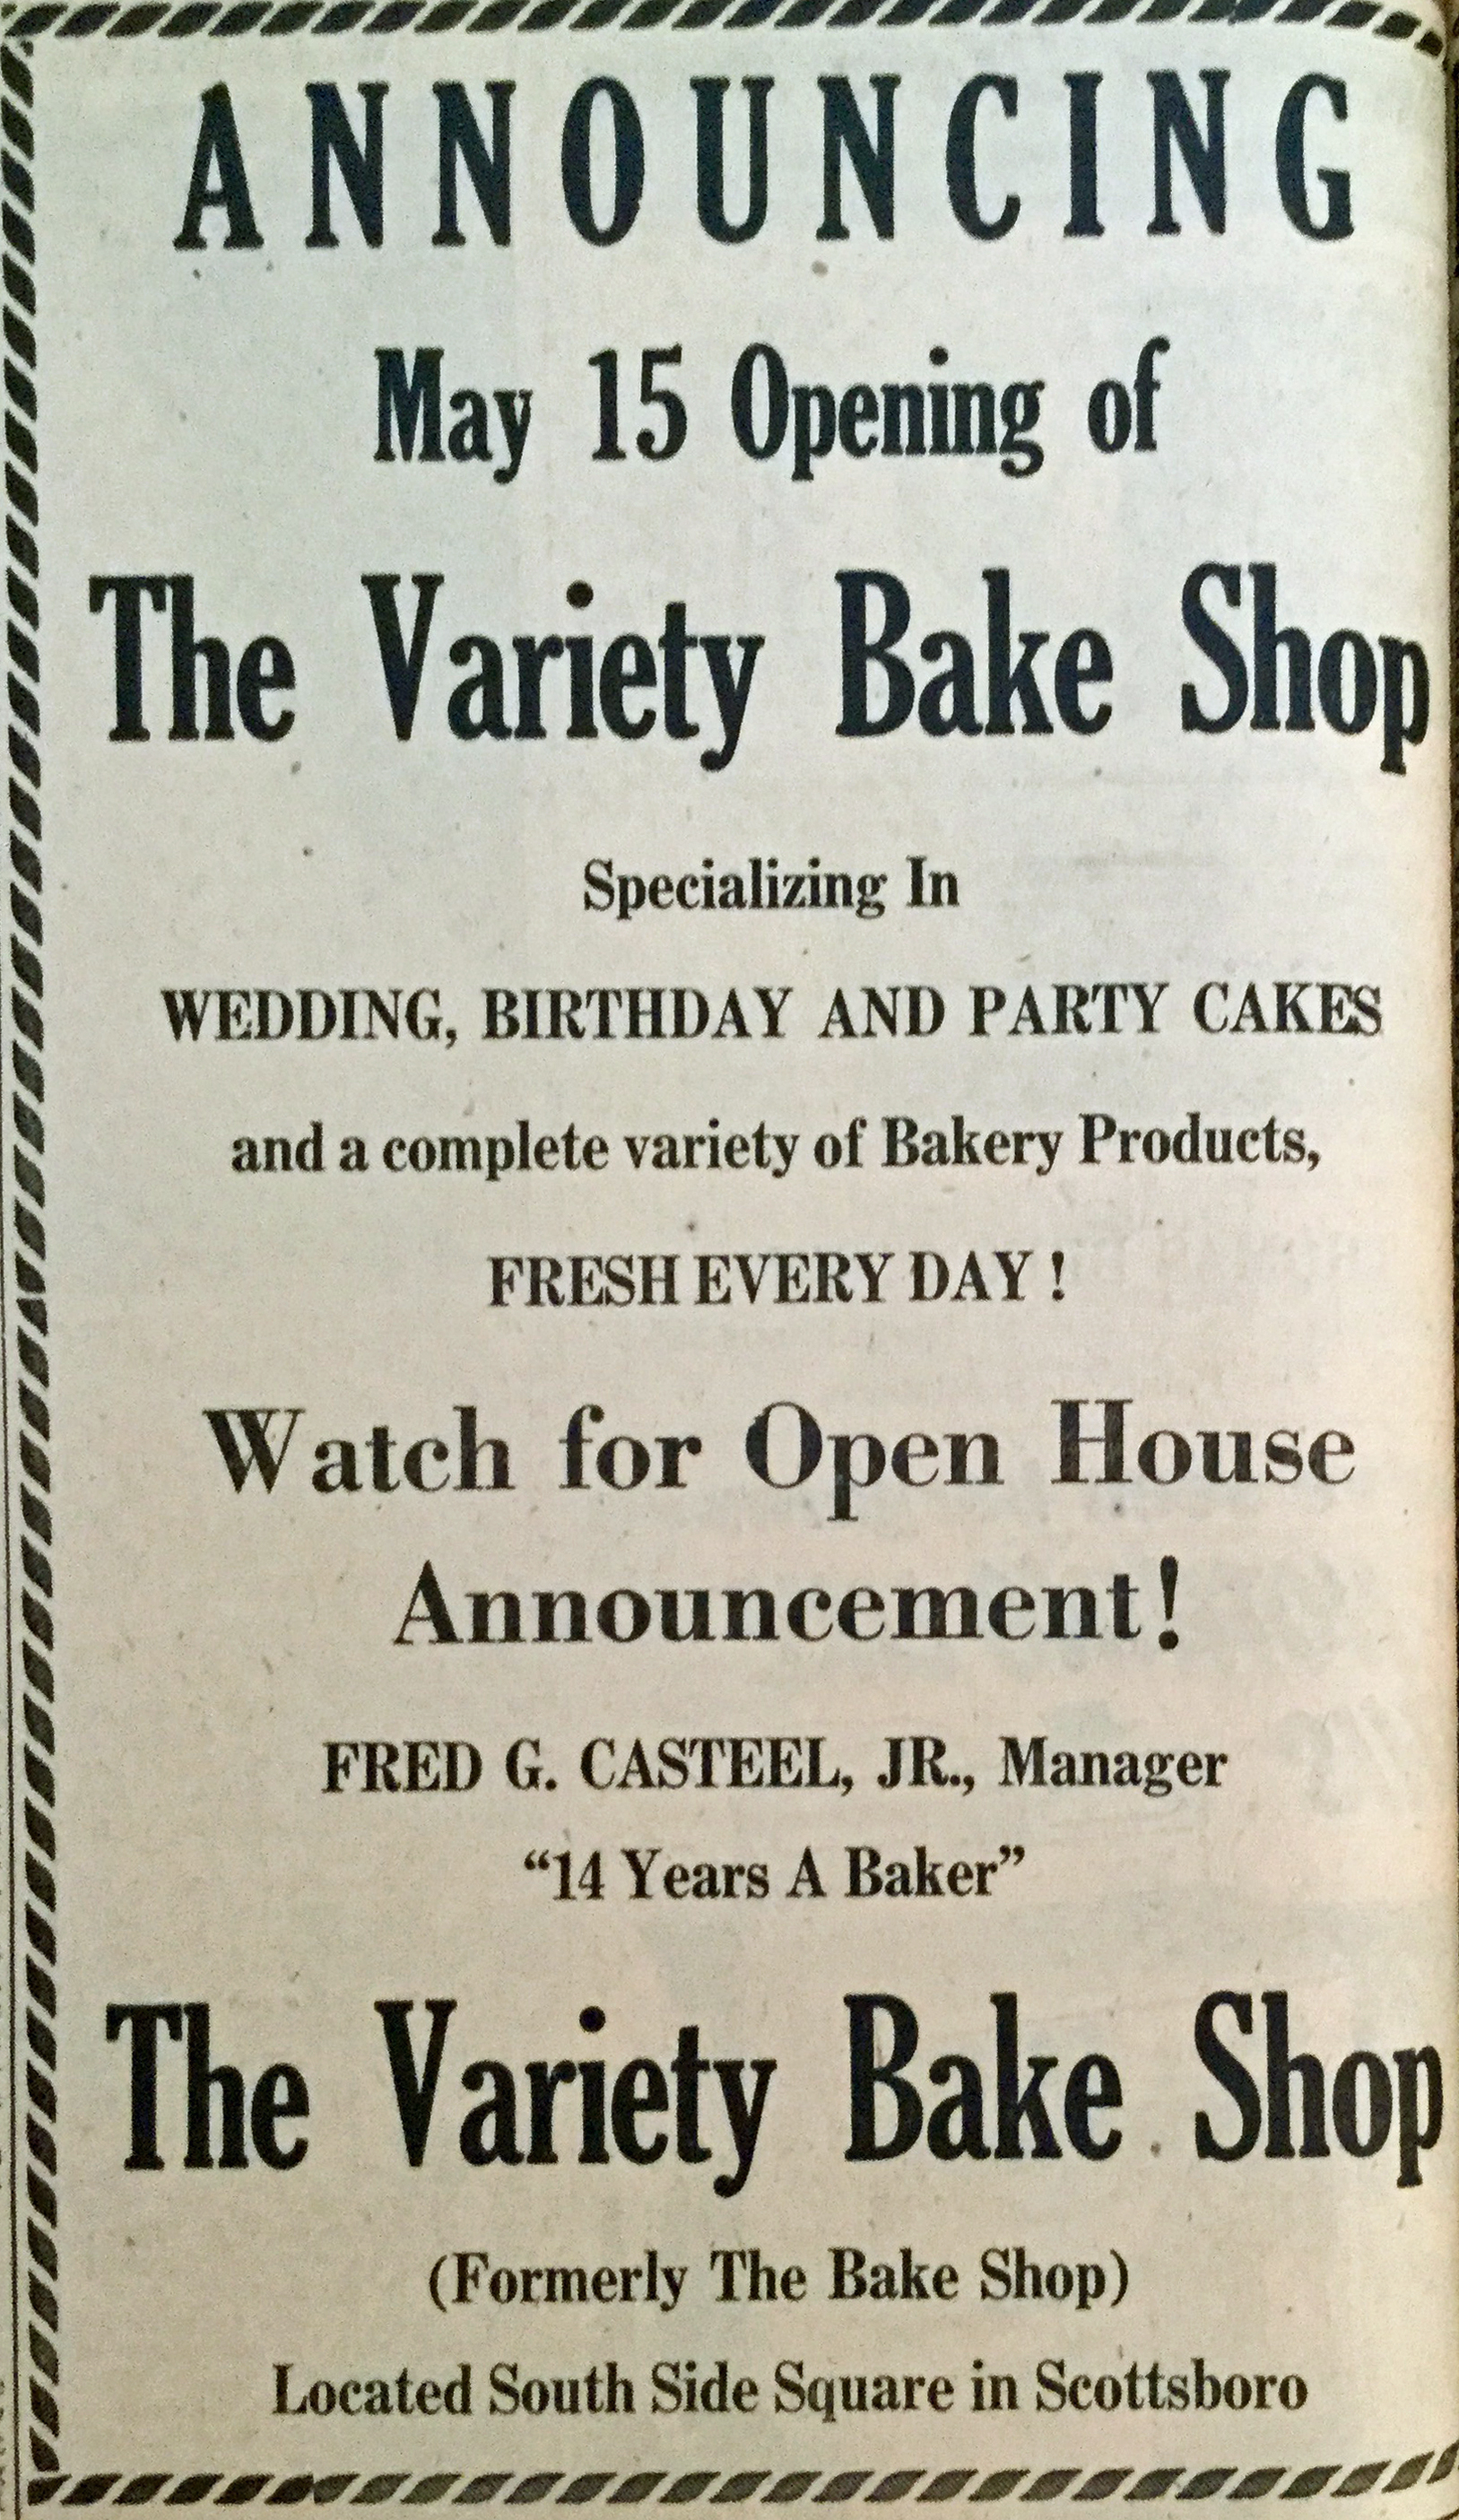 ANNOUNCING
May 15 Opening of
The Variety Bake Shop
Specializing In
WEDDING, BIRTHDAY AND PARTY CAKES
and a complete variety of Bakery Products,
FRESH EVERY DAY !
Watch for Open House
Announcement!
FRED G. CASTEEL, JR., Manager
“14 Years A Baker”
The Variety Bake Shop
(Formerly The Bake Shop)
Located South Side Square in Scottsboro